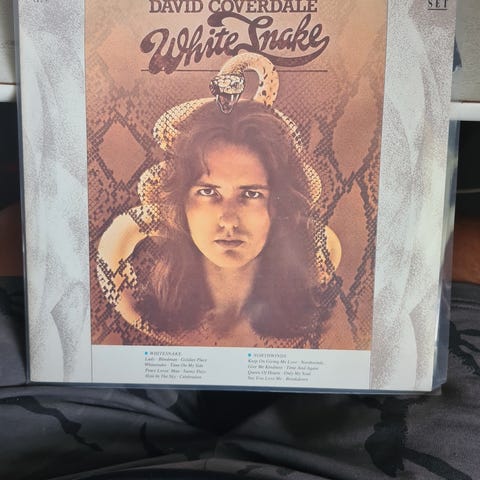 SET
DAVID COVERDALE
White Snake
WHITESNAKE
Lady · Blindman · Goldies Place
Whitesnake · Time On My Side
Peace Lovin' Man · Sunny Days
Hole In The Sky · Celebration
NORTHWINDS
Keep On Giving Me Love · Northwinds
Give Me Kindness · Time And Again
Queen Of Hearts · Only My Soul
Say You Love Me · Breakdown